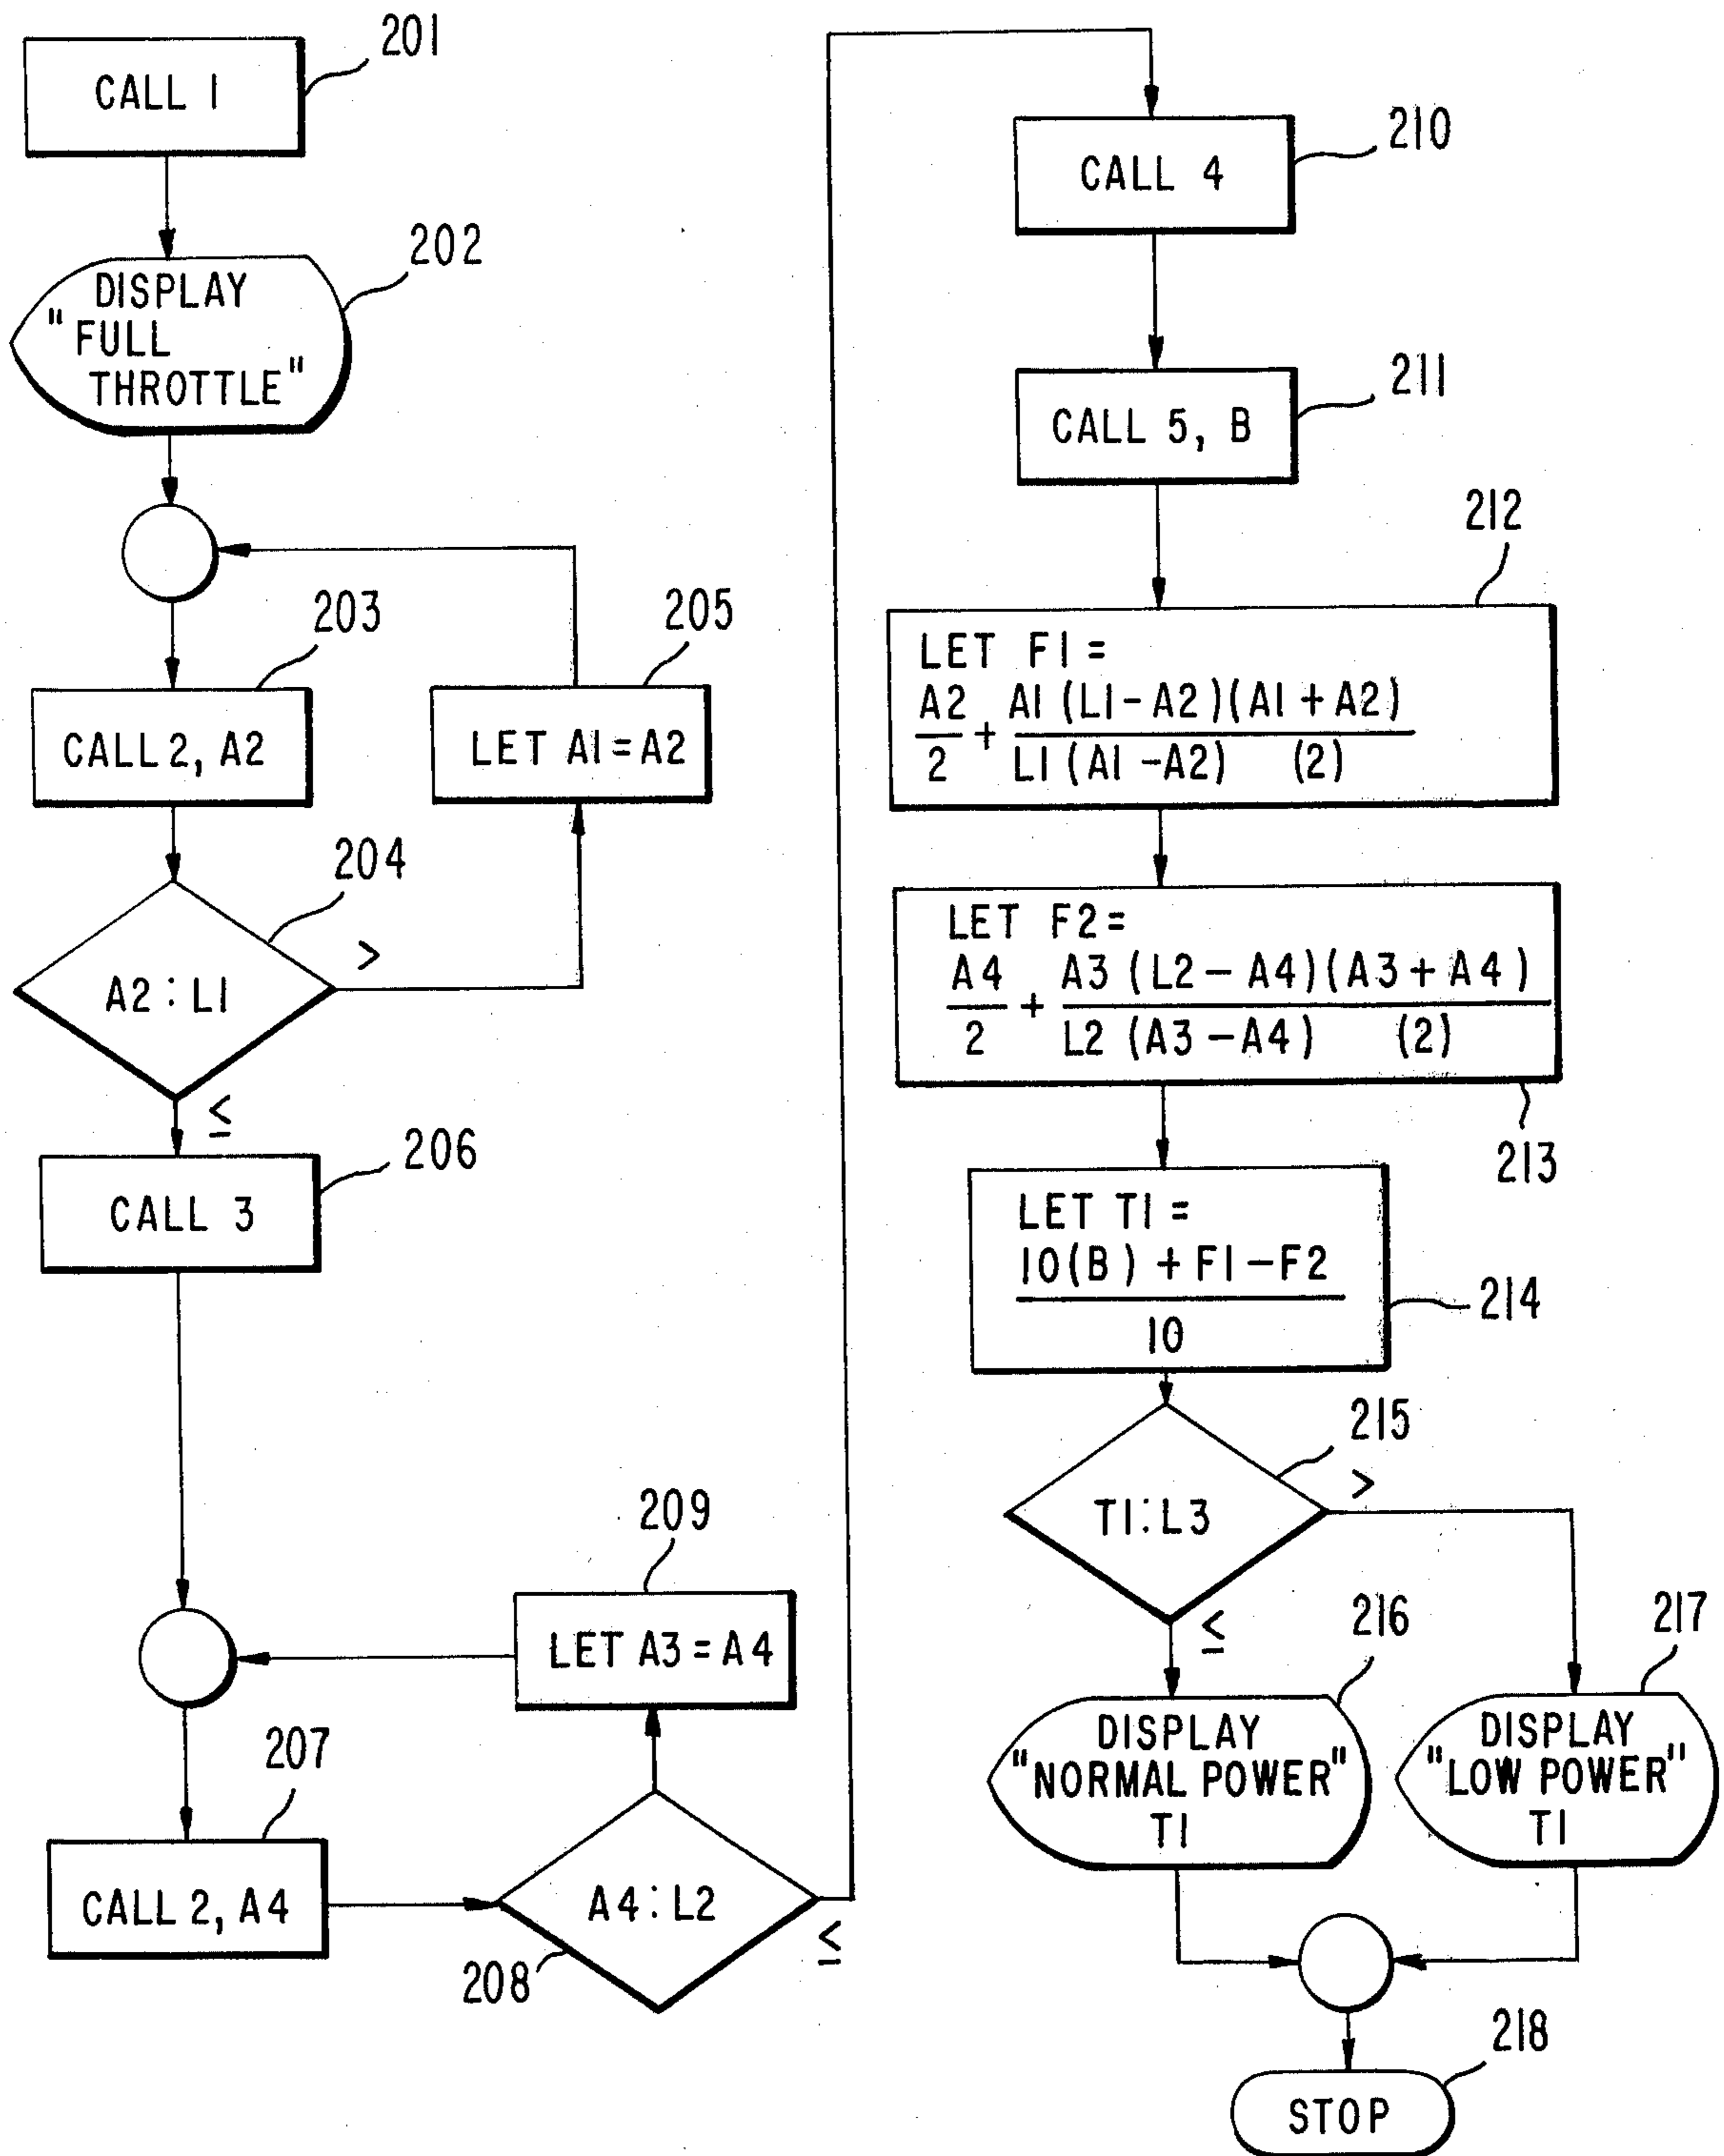 201
CALL 1
202
DISPLAY
"FULL
THROTTLE"
203
CALL 2, A2
205
LET A1 = A2
204
>
A2 : L1
≤
206
CALL 3
209
LET A3 = A4
207
CALL 2, A4
A4 : L2
208
≤
210
CALL 4
211
CALL 5, B
212
LET F1 =
A2 A1 (L1 - A2)(A1 + A2)
+
2 L1 (A1 - A2) (2)
LET F2 =
A4 A3 (L2 - A4)(A3 + A4)
+
2 L2 (A3 - A4) (2)
213
LET T1 =
10(B) + F1 - F2
10
214
215
>
T1 : L3
≤
216
DISPLAY
"NORMAL POWER"
T1
217
DISPLAY
"LOW POWER"
T1
218
STOP